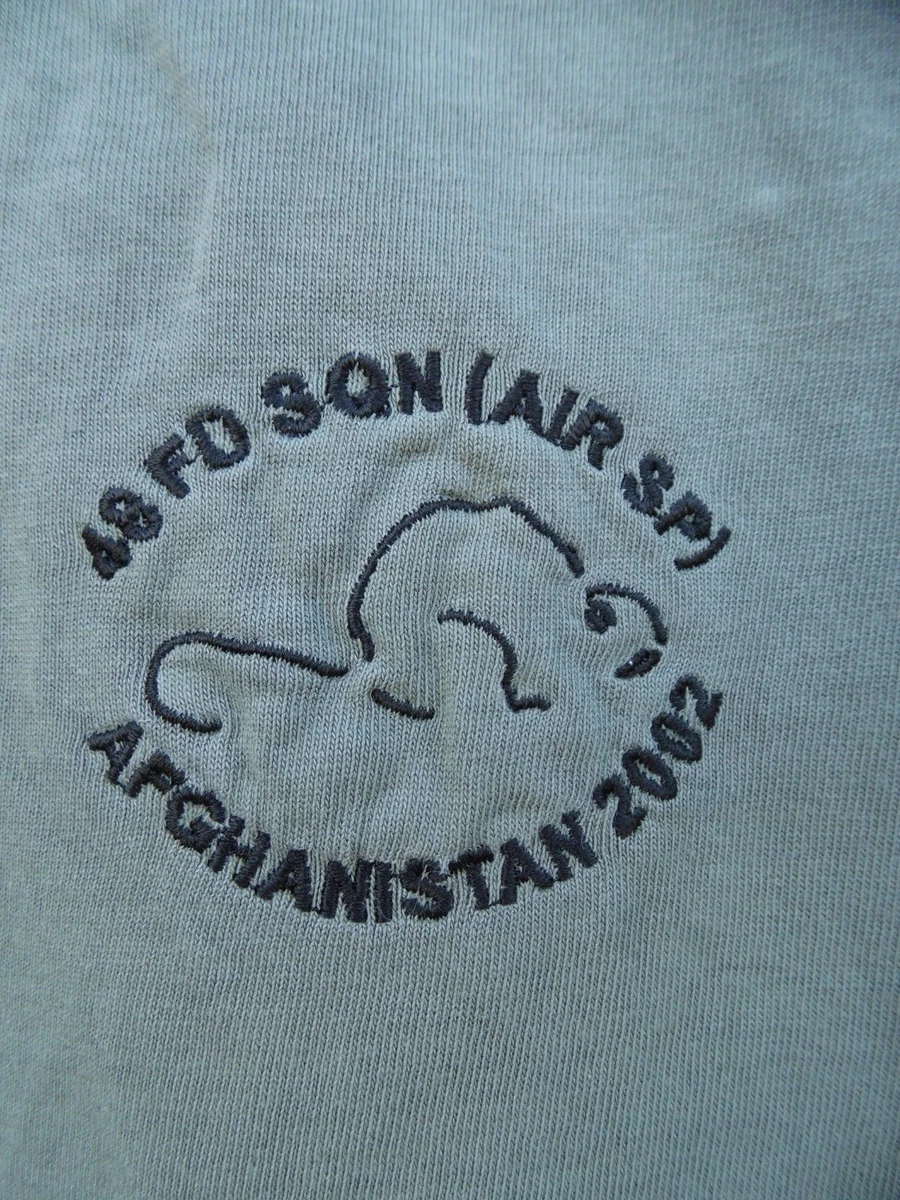 48 FD SQN (AIR SP)
AFGHANISTAN 2002